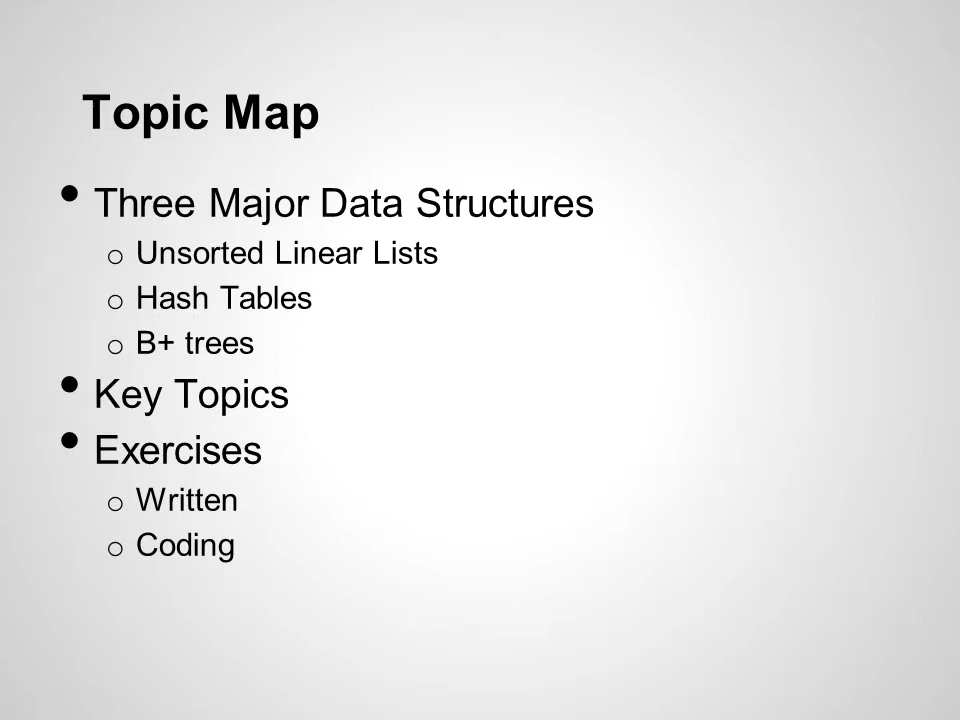 Topic Map
• Three Major Data Structures
o Unsorted Linear Lists
o Hash Tables
o B+ trees
• Key Topics
• Exercises
o Written
o Coding